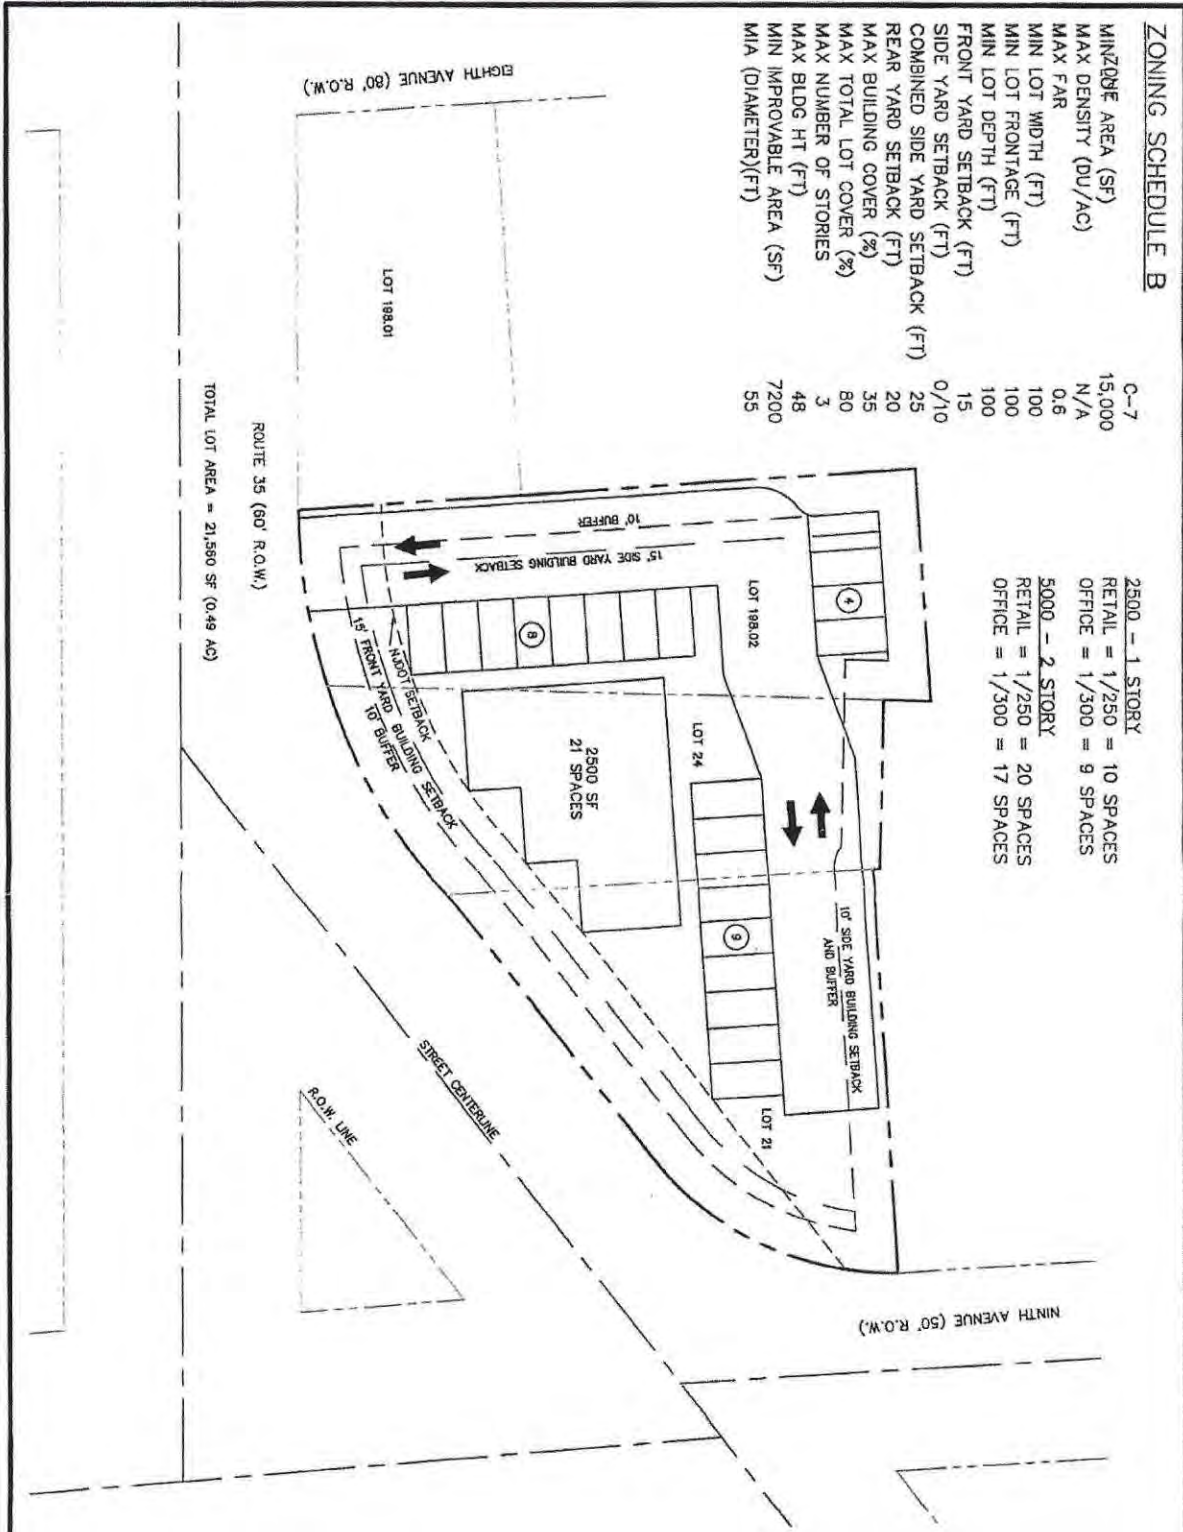 ZONING SCHEDULE B
ZONE C-7
MIN LOT AREA (SF) 15,000
MAX DENSITY (DU/AC) N/A
MAX FAR 0.6
MIN LOT WIDTH (FT) 100
MIN LOT FRONTAGE (FT) 100
MIN LOT DEPTH (FT) 100
FRONT YARD SETBACK (FT) 15
SIDE YARD SETBACK (FT) 0/10
COMBINED SIDE YARD SETBACK (FT) 25
REAR YARD SETBACK (FT) 20
MAX BUILDING COVER (%) 35
MAX TOTAL LOT COVER (%) 80
MAX NUMBER OF STORIES 3
MAX BLDG HT (FT) 48
MIN IMPROVABLE AREA (SF) 7200
MIA (DIAMETER)(FT) 55
2500 - 1 STORY
RETAIL = 1/250 = 10 SPACES
OFFICE = 1/300 = 9 SPACES
5000 - 2 STORY
RETAIL = 1/250 = 20 SPACES
OFFICE = 1/300 = 17 SPACES
EIGHTH AVENUE (80' R.O.W.)
LOT 198.01
10' BUFFER
15' SIDE YARD BUILDING SETBACK
LOT 198.02
4
8
LOT 24
2500 SF
21 SPACES
9
10' SIDE YARD BUILDING SETBACK
AND BUFFER
LOT 21
NJDOT SETBACK
15' FRONT YARD BUILDING SETBACK
10' BUFFER
STREET CENTERLINE
R.O.W. LINE
NINTH AVENUE (50' R.O.W.)
ROUTE 35 (60' R.O.W.)
TOTAL LOT AREA = 21,560 SF (0.49 AC)